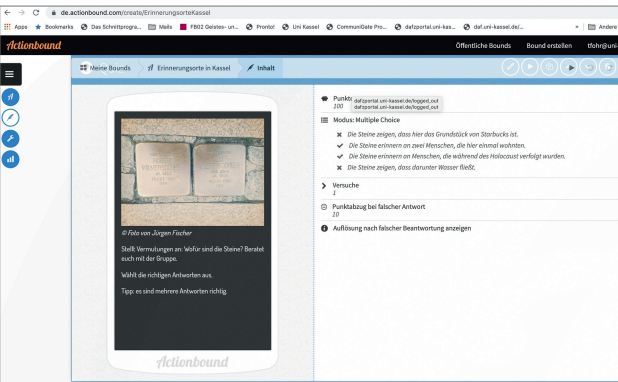 de.actionbound.com/create/ErinnerungsorteKassel
Apps Bookmarks Das Schnittprogra... Mails FB02 Geistes- un... Pronto! Uni Kassel CommuniGate Pro... dafzportal.uni-kas... daf.uni-kassel.de/... » Andere
Actionbound Öffentliche Bounds Bound erstellen tfohr@uni-
Meine Bounds Erinnerungsorte in Kassel Inhalt
Punkte
100
dafzportal.uni-kassel.de/logged_out
dafzportal.uni-kassel.de/logged_out
Modus: Multiple Choice
Die Steine zeigen, dass hier das Grundstück von Starbucks ist.
Die Steine erinnern an zwei Menschen, die hier einmal wohnten.
Die Steine erinnern an Menschen, die während des Holocaust verfolgt wurden.
Die Steine zeigen, dass darunter Wasser fließt.
Versuche
1
Punktabzug bei falscher Antwort
10
Auflösung nach falscher Beantwortung anzeigen
© Foto von Jürgen Fischer
Stellt Vermutungen an: Wofür sind die Steine? Beratet
euch mit der Gruppe.
Wählt die richtigen Antworten aus.
Tipp: es sind mehrere Antworten richtig.
Actionbound